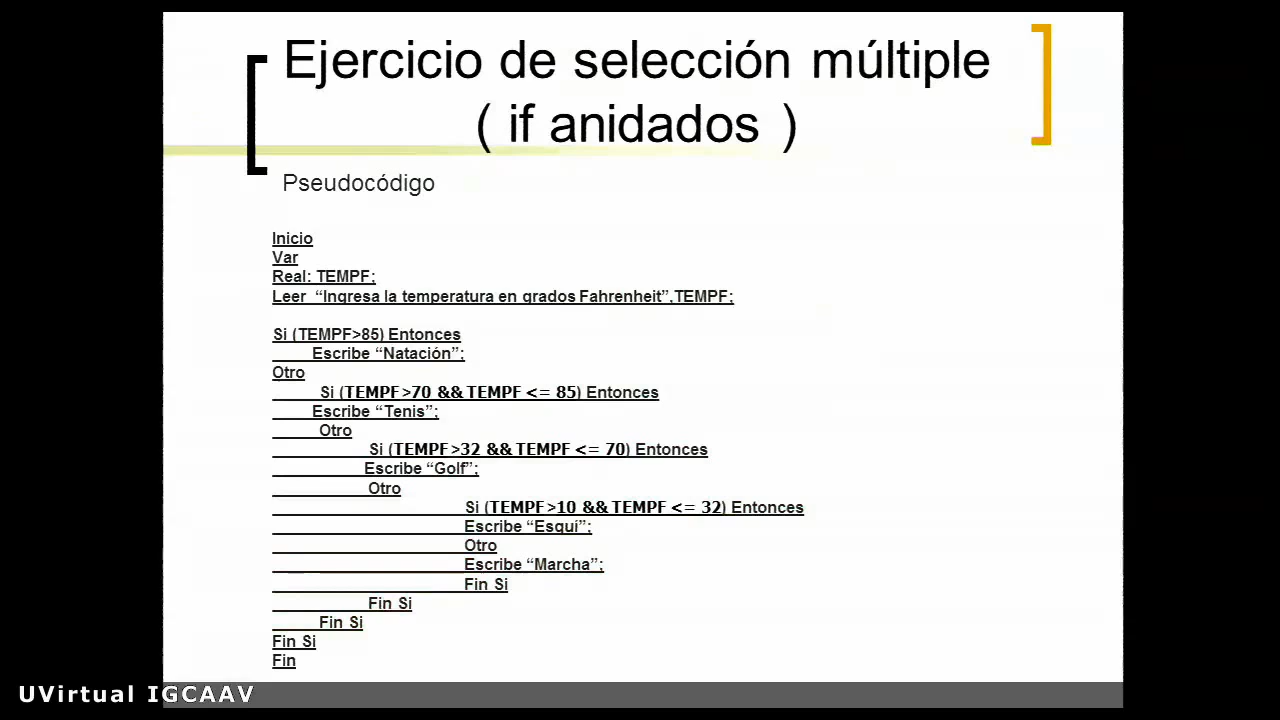 Ejercicio de selección múltiple
( if anidados )
Pseudocódigo
Inicio
Var
Real: TEMPF;
Leer “Ingresa la temperatura en grados Fahrenheit”,TEMPF;
Si (TEMPF>85) Entonces
Escribe “Natación”;
Otro
Si (TEMPF>70 && TEMPF <= 85) Entonces
Escribe “Tenis”;
Otro
Si (TEMPF>32 && TEMPF <= 70) Entonces
Escribe “Golf”;
Otro
Si (TEMPF>10 && TEMPF <= 32) Entonces
Escribe “Esquí”;
Otro
Escribe “Marcha”;
Fin Si
Fin Si
Fin Si
Fin Si
Fin
UVirtual IGCAAV